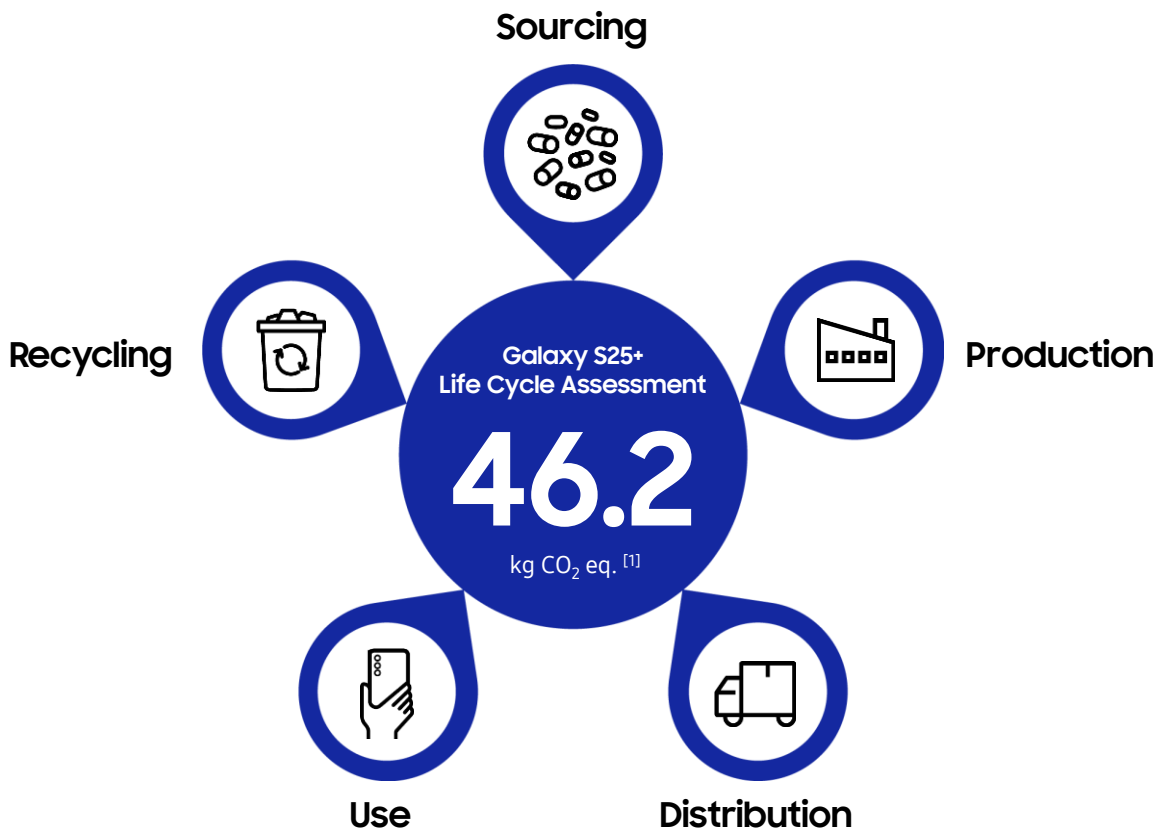 Sourcing
Recycling
Production
Galaxy S25+
Life Cycle Assessment
46.2
kg CO₂ eq. [1]
Use
Distribution